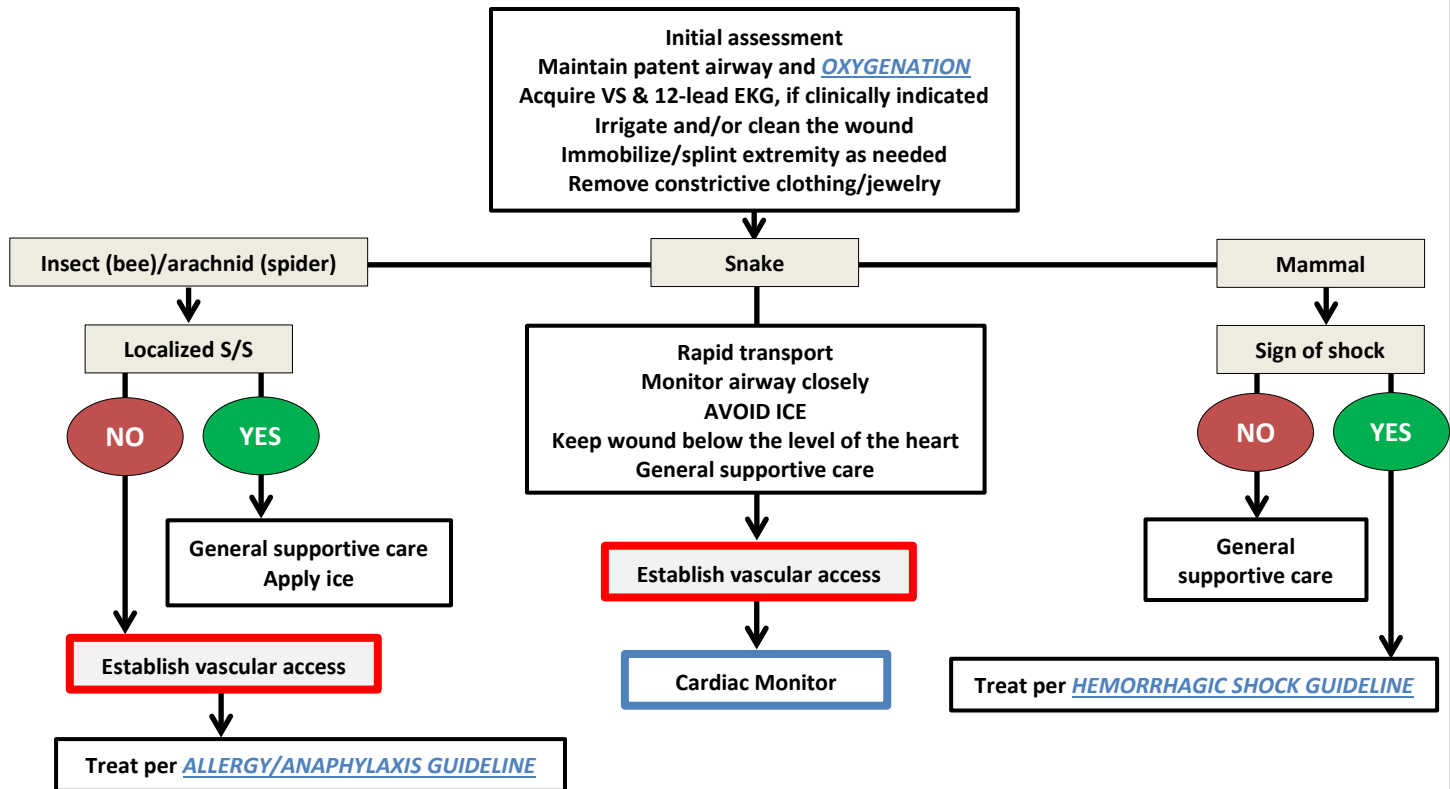 Initial assessment
Maintain patent airway and OXYGENATION
Acquire VS & 12-lead EKG, if clinically indicated
Irrigate and/or clean the wound
Immobilize/splint extremity as needed
Remove constrictive clothing/jewelry
Insect (bee)/arachnid (spider)
Snake
Mammal
Localized S/S
NO
YES
General supportive care
Apply ice
Establish vascular access
Treat per ALLERGY/ANAPHYLAXIS GUIDELINE
Rapid transport
Monitor airway closely
AVOID ICE
Keep wound below the level of the heart
General supportive care
Establish vascular access
Cardiac Monitor
Sign of shock
NO
YES
General
supportive care
Treat per HEMORRHAGIC SHOCK GUIDELINE